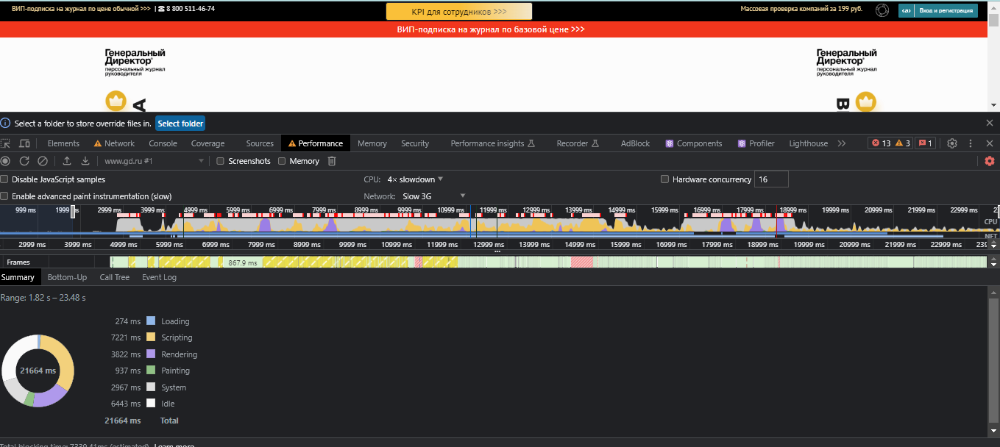 ВИП-подписка на журнал по цене обычной >>> | ☎ 8 800 511-46-74
KPI для сотрудников >>>
Массовая проверка компаний за 199 руб.
Вход и регистрация
ВИП-подписка на журнал по базовой цене >>>
Генеральный
Директор
персональный журнал
руководителя
А
Генеральный
Директор
персональный журнал
руководителя
В
Select a folder to store override files in. Select folder
Elements Network Console Coverage Sources Performance Memory Security Performance insights Recorder AdBlock Components Profiler Lighthouse 13 3 1
www.gd.ru #1 Screenshots Memory
Disable JavaScript samples CPU: 4× slowdown Hardware concurrency 16
Enable advanced paint instrumentation (slow) Network: Slow 3G
999 ms 1999 ms 2999 ms 3999 ms 4999 ms 5999 ms 6999 ms 7999 ms 8999 ms 9999 ms 10999 ms 11999 ms 12999 ms 13999 ms 14999 ms 15999 ms 16999 ms 17999 ms 18999 ms 19999 ms 20999 ms 21999 ms 22999 ms
CPU
NET
2999 ms 3999 ms 4999 ms 5999 ms 6999 ms 7999 ms 8999 ms 9999 ms 10999 ms 11999 ms 12999 ms 13999 ms 14999 ms 15999 ms 16999 ms 17999 ms 18999 ms 19999 ms 20999 ms 21999 ms 22999 ms
Frames 867.9 ms
Summary Bottom-Up Call Tree Event Log
Range: 1.82 s – 23.48 s
21664 ms
274 ms Loading
7221 ms Scripting
3822 ms Rendering
937 ms Painting
2967 ms System
6443 ms Idle
21664 ms Total
Total blocking time: 7339.41ms (estimated) Learn more